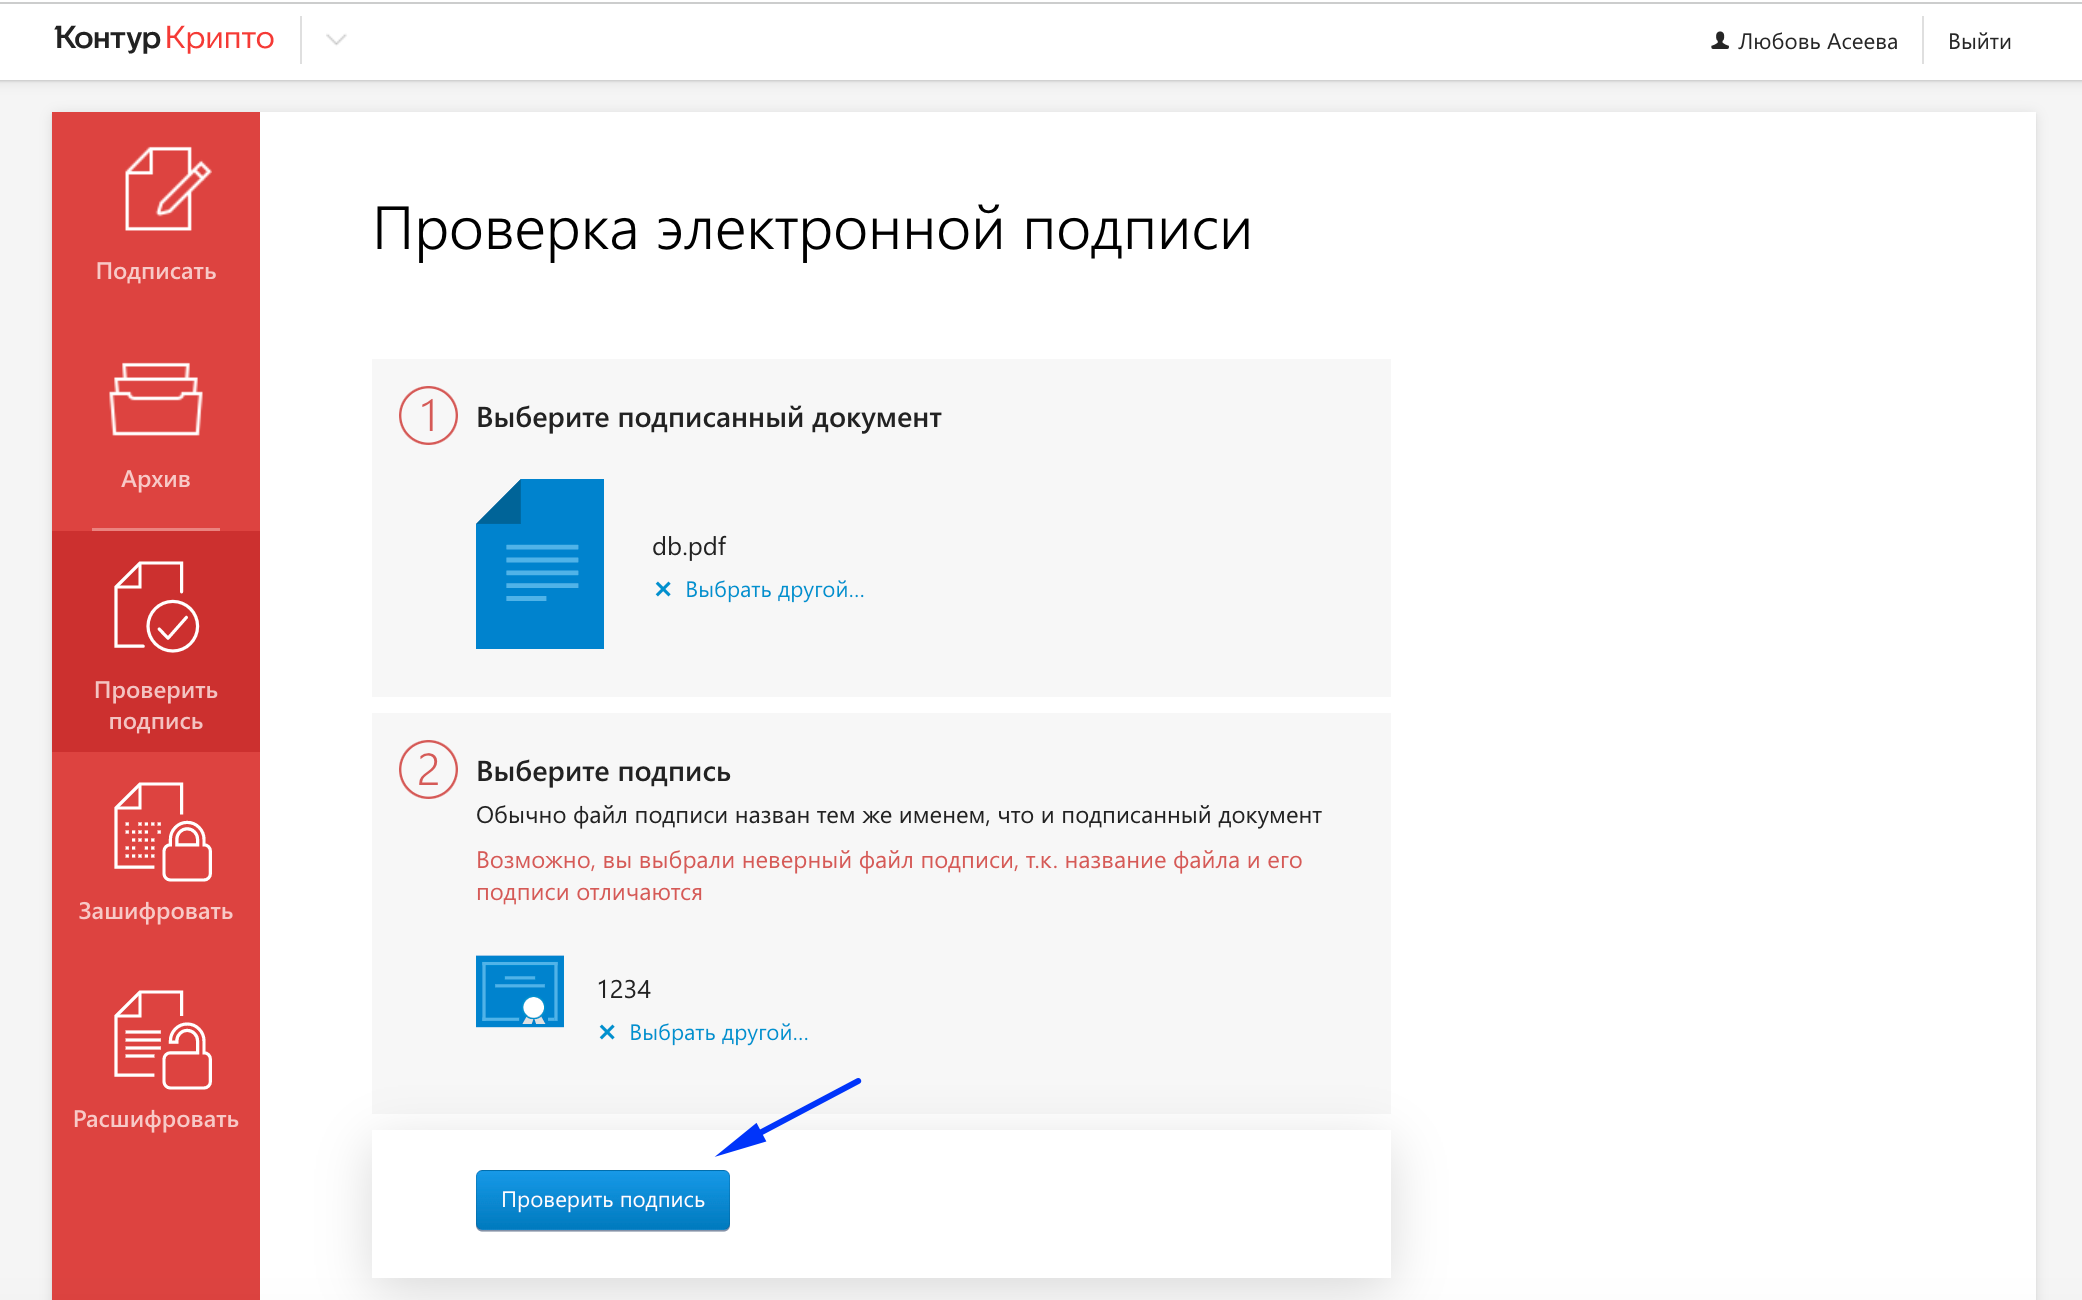 Контур Крипто
Любовь Асеева
Выйти
Подписать
Архив
Проверить
подпись
Зашифровать
Расшифровать
Проверка электронной подписи
1
Выберите подписанный документ
db.pdf
Выбрать другой...
2
Выберите подпись
Обычно файл подписи назван тем же именем, что и подписанный документ
Возможно, вы выбрали неверный файл подписи, т.к. название файла и его
подписи отличаются
1234
Выбрать другой...
Проверить подпись